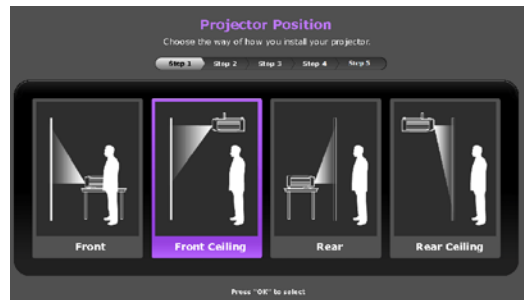 Projector Position
Choose the way of how you install your projector.
Step 1 Step 2 Step 3 Step 4 Step 5
Front Front Ceiling Rear Rear Ceiling
Press "OK" to select